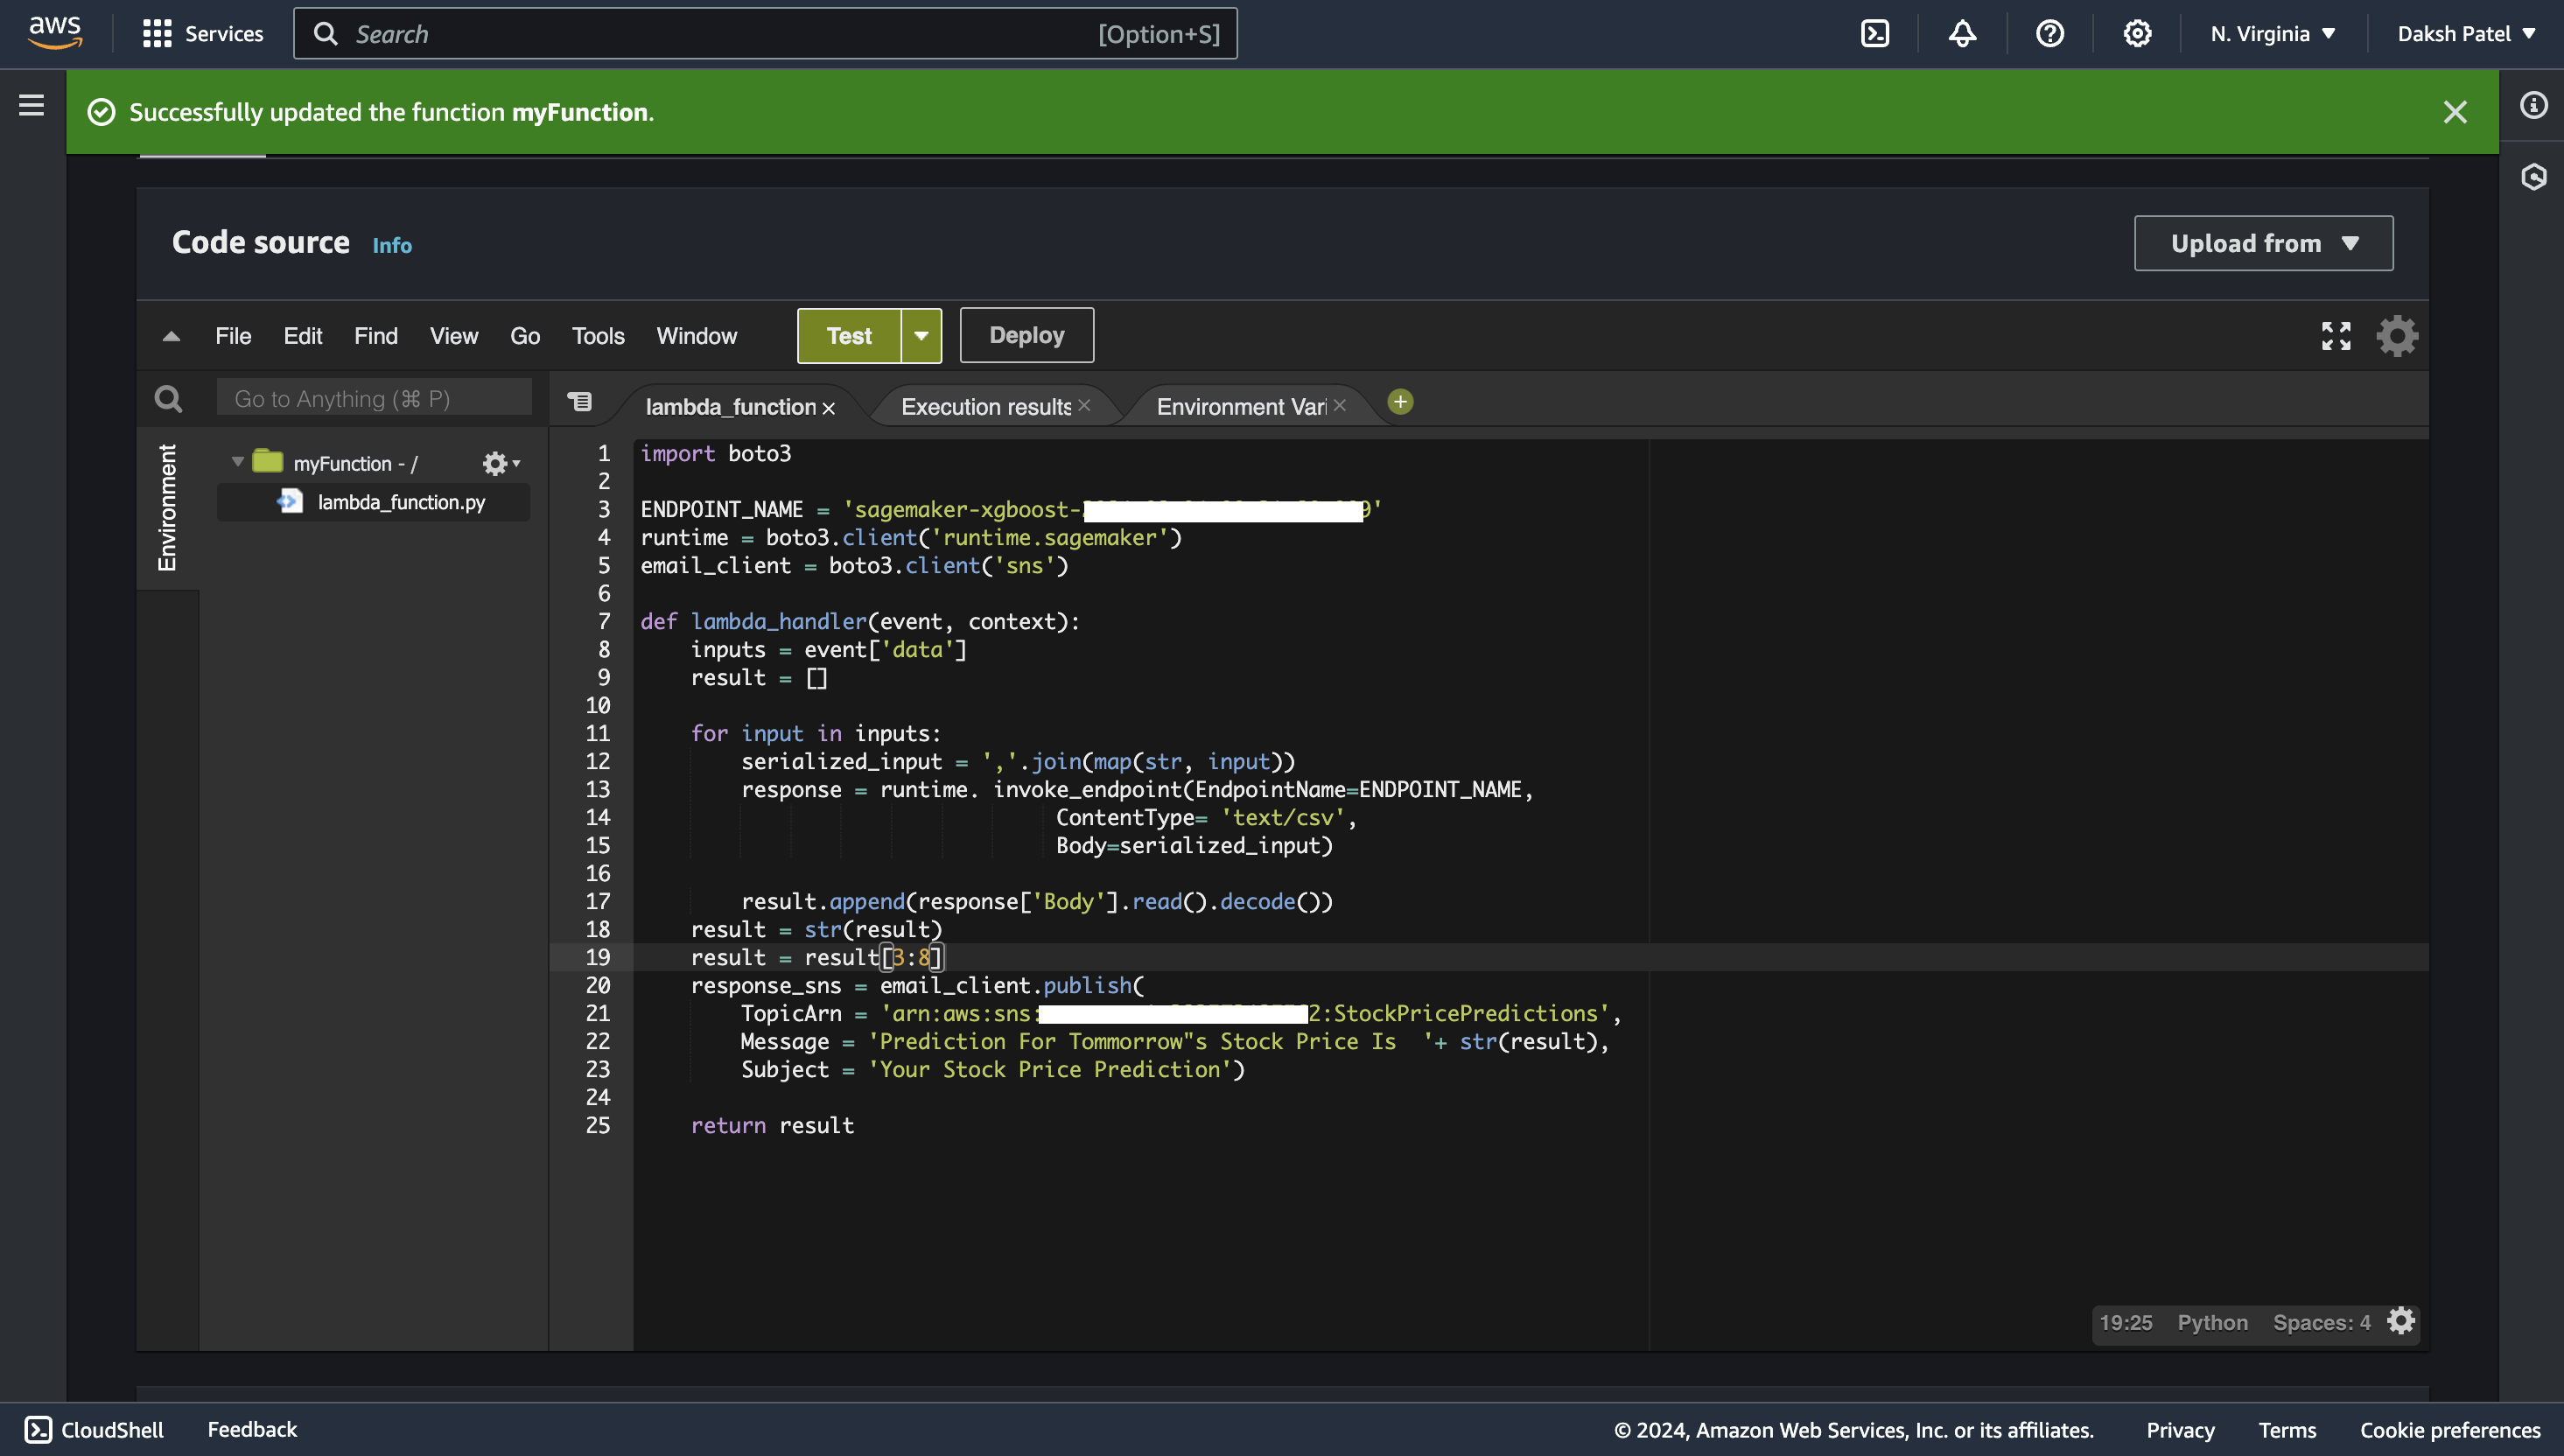 aws
Services
Search
[Option+S]
N. Virginia
Daksh Patel
Successfully updated the function myFunction.
Code source Info
Upload from
File Edit Find View Go Tools Window
Test
Deploy
Go to Anything (⌘ P)
lambda_function
Execution results
Environment Vari
Environment
myFunction - /
lambda_function.py
1 import boto3
2
3 ENDPOINT_NAME = 'sagemaker-xgboost- 9'
4 runtime = boto3.client('runtime.sagemaker')
5 email_client = boto3.client('sns')
6
7 def lambda_handler(event, context):
8 inputs = event['data']
9 result = []
10
11 for input in inputs:
12 serialized_input = ','.join(map(str, input))
13 response = runtime. invoke_endpoint(EndpointName=ENDPOINT_NAME,
14 ContentType= 'text/csv',
15 Body=serialized_input)
16
17 result.append(response['Body'].read().decode())
18 result = str(result)
19 result = result[3:8]
20 response_sns = email_client.publish(
21 TopicArn = 'arn:aws:sns: 2:StockPricePredictions',
22 Message = 'Prediction For Tommorrow"s Stock Price Is  '+ str(result),
23 Subject = 'Your Stock Price Prediction')
24
25 return result
19:25 Python Spaces: 4
CloudShell
Feedback
© 2024, Amazon Web Services, Inc. or its affiliates.
Privacy
Terms
Cookie preferences